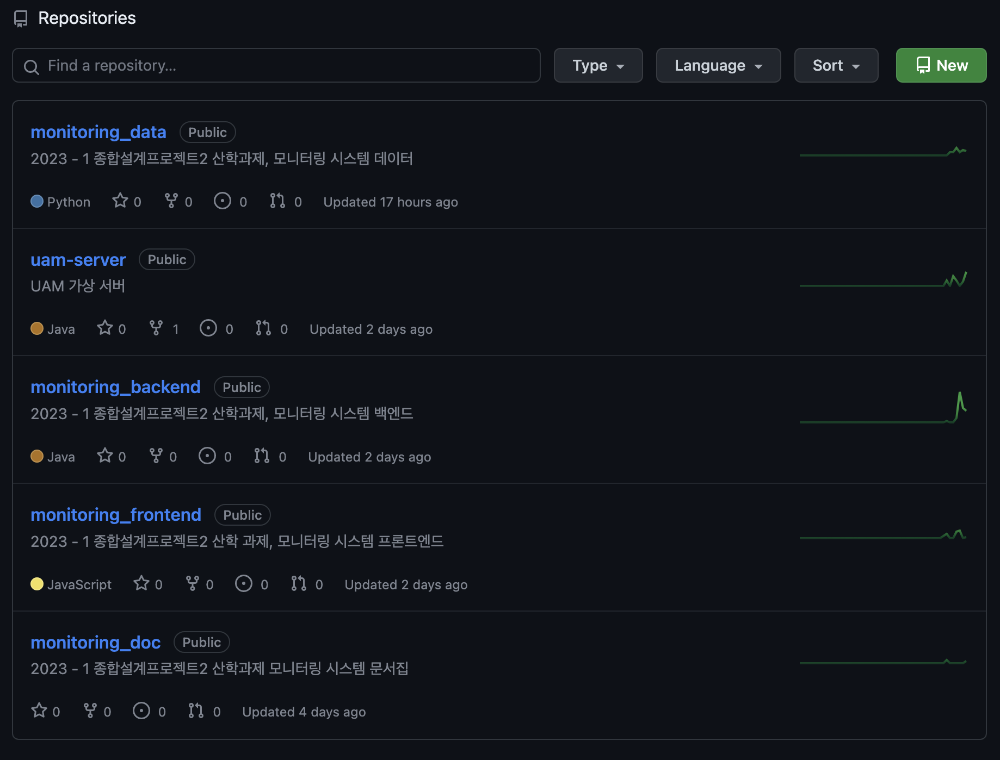 Repositories
Find a repository...
Type
Language
Sort
New
monitoring_data Public
2023 - 1 종합설계프로젝트2 산학과제, 모니터링 시스템 데이터
Python 0 0 0 0 Updated 17 hours ago
uam-server Public
UAM 가상 서버
Java 0 1 0 0 Updated 2 days ago
monitoring_backend Public
2023 - 1 종합설계프로젝트2 산학과제, 모니터링 시스템 백엔드
Java 0 0 0 0 Updated 2 days ago
monitoring_frontend Public
2023 - 1 종합설계프로젝트2 산학 과제, 모니터링 시스템 프론트엔드
JavaScript 0 0 0 0 Updated 2 days ago
monitoring_doc Public
2023 - 1 종합설계프로젝트2 산학과제 모니터링 시스템 문서집
0 0 0 0 Updated 4 days ago